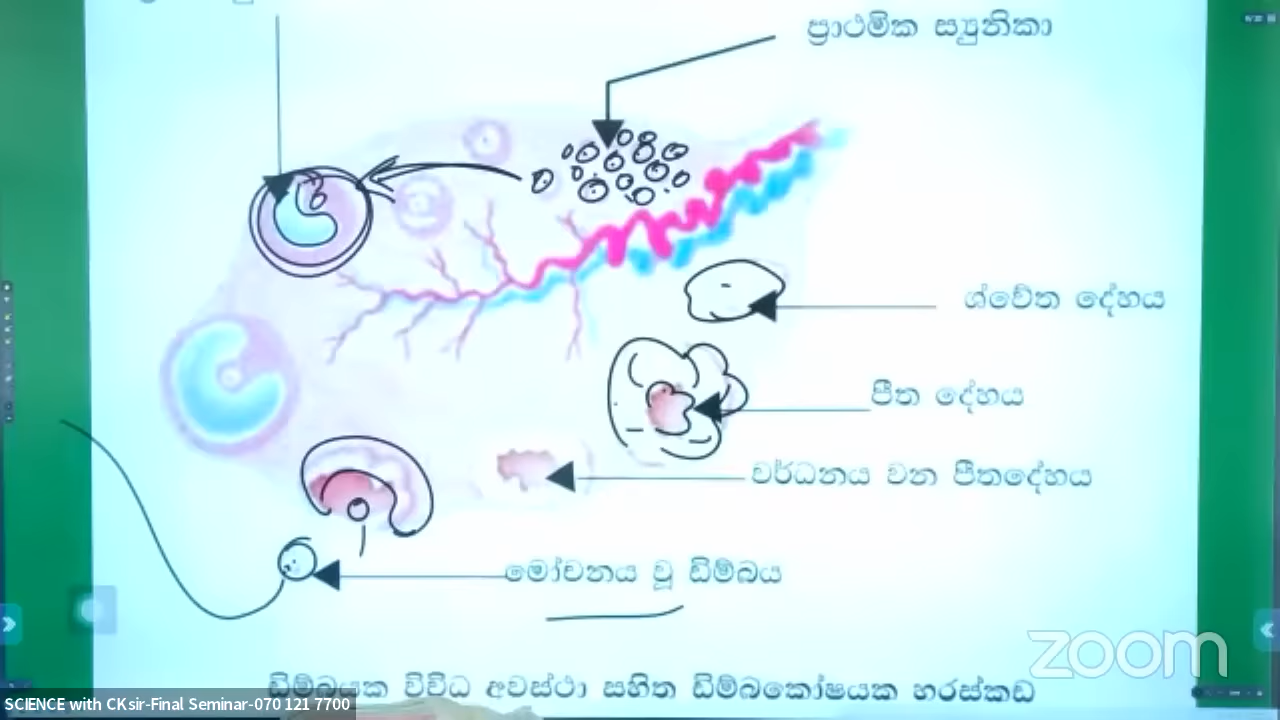 ප්‍රාථමික ස්‍යුනිකා
ශ්වේත දේහය
පීත දේහය
වර්ධනය වන පීතදේහය
මෝචනය වූ ඩිම්බය
zoom
ඩිම්බයක විවිධ අවස්ථා සහිත ඩිම්බකෝෂයක හරස්කඩ
SCIENCE with CKsir-Final Seminar-070 121 7700